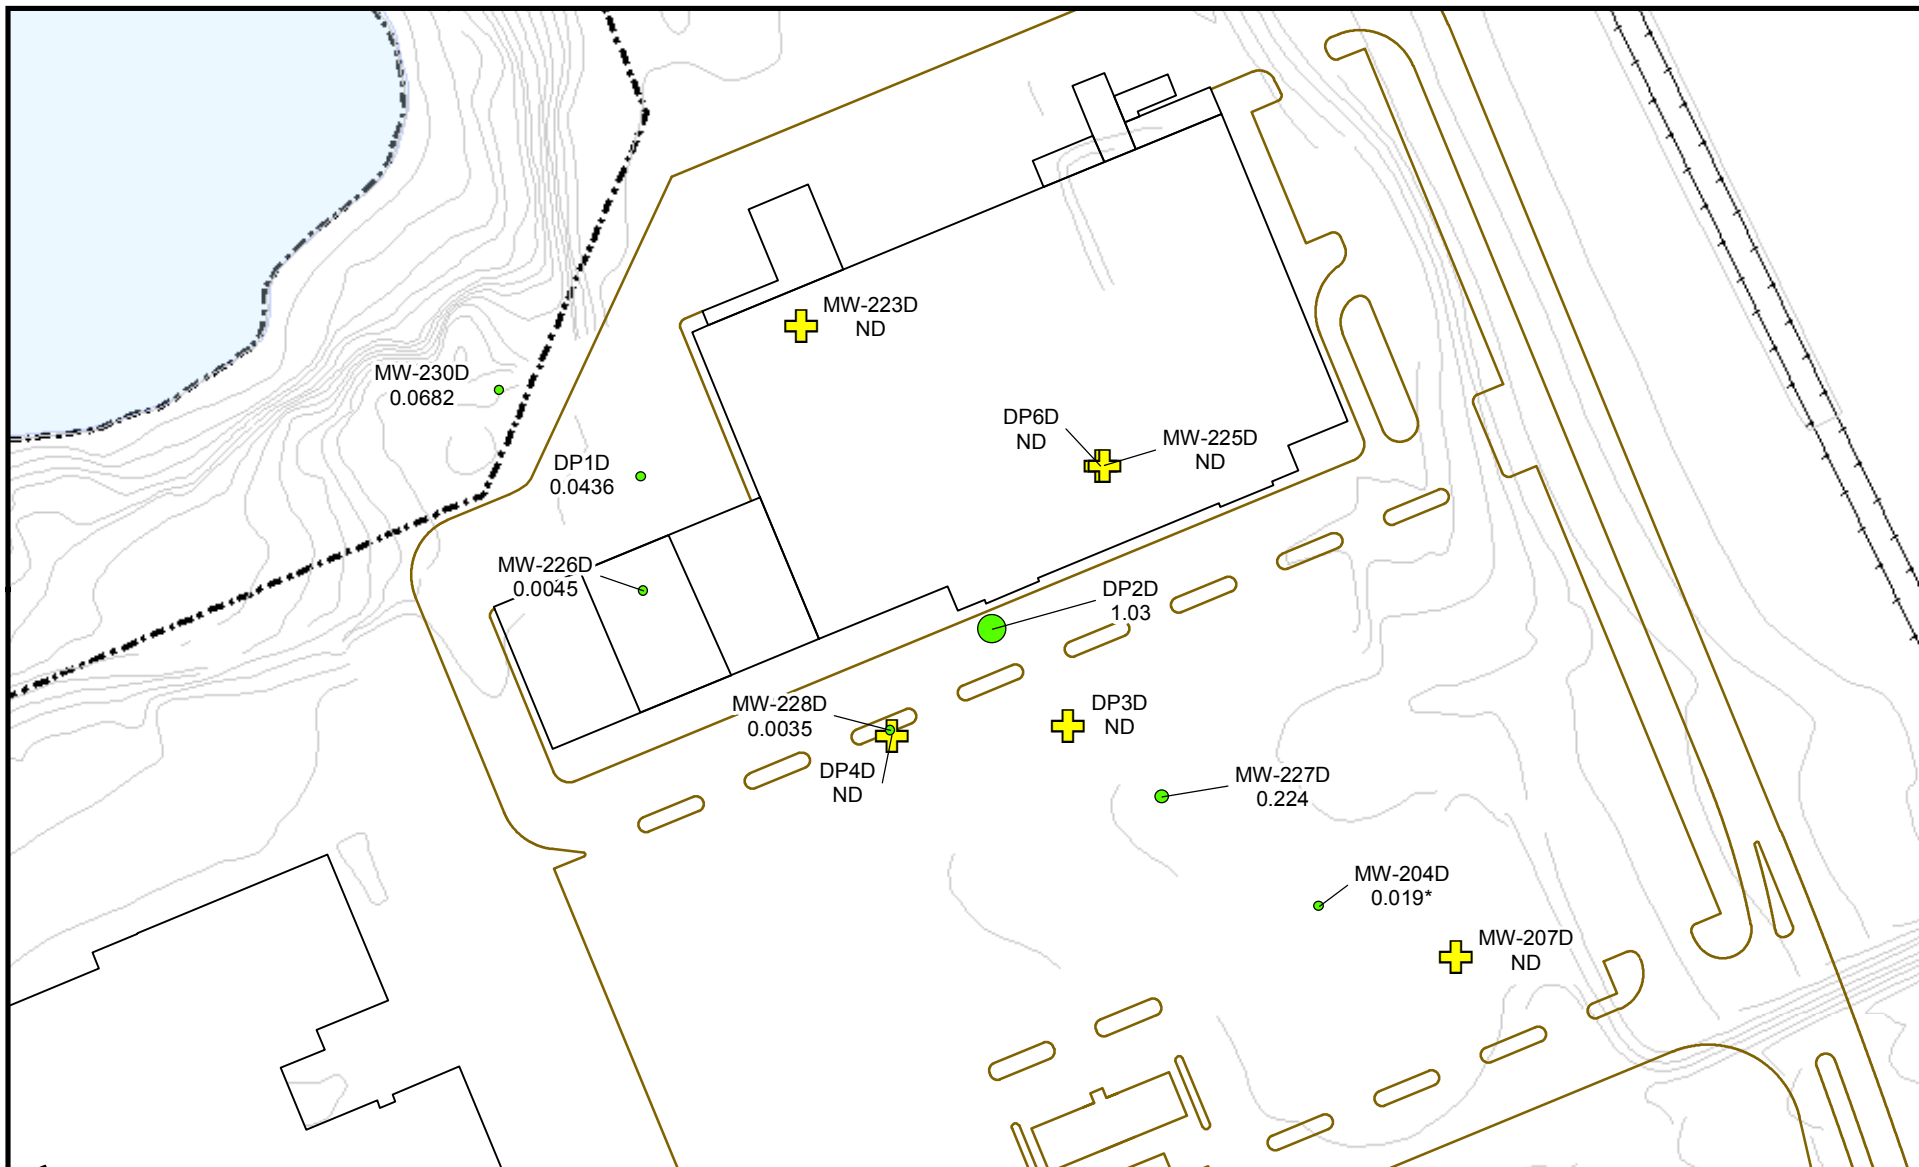 MW-223D
ND
MW-230D
0.0682
DP6D
ND
MW-225D
ND
DP1D
0.0436
MW-226D
0.0045
DP2D
1.03
MW-228D
0.0035
DP3D
ND
DP4D
ND
MW-227D
0.224
MW-204D
0.019*
MW-207D
ND